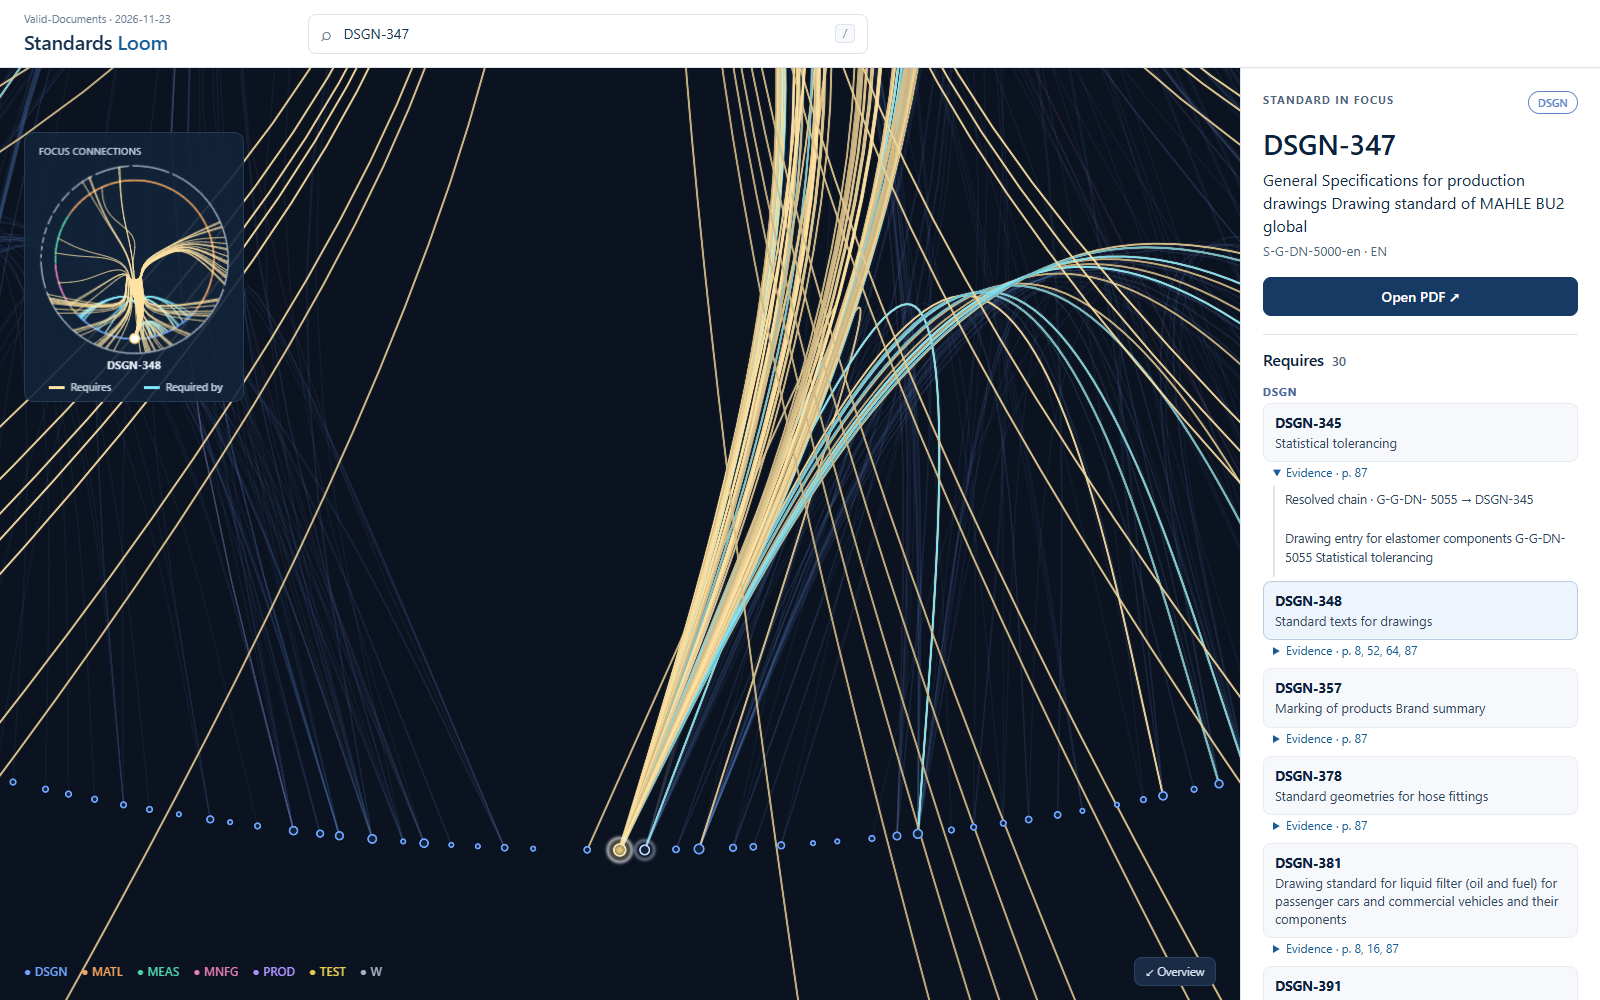 Valid-Documents · 2026-11-23
Standards Loom
DSGN-347
/
FOCUS CONNECTIONS
DSGN-348
Requires
Required by
DSGN
MATL
MEAS
MNFG
PROD
TEST
W
↙ Overview
STANDARD IN FOCUS
DSGN
DSGN-347
General Specifications for production
drawings Drawing standard of MAHLE BU2
global
S-G-DN-5000-en · EN
Open PDF ↗
Requires 30
DSGN
DSGN-345
Statistical tolerancing
▼ Evidence · p. 87
Resolved chain · G-G-DN- 5055 → DSGN-345
Drawing entry for elastomer components G-G-DN-
5055 Statistical tolerancing
DSGN-348
Standard texts for drawings
▶ Evidence · p. 8, 52, 64, 87
DSGN-357
Marking of products Brand summary
▶ Evidence · p. 87
DSGN-378
Standard geometries for hose fittings
▶ Evidence · p. 87
DSGN-381
Drawing standard for liquid filter (oil and fuel) for
passenger cars and commercial vehicles and their
components
▶ Evidence · p. 8, 16, 87
DSGN-391